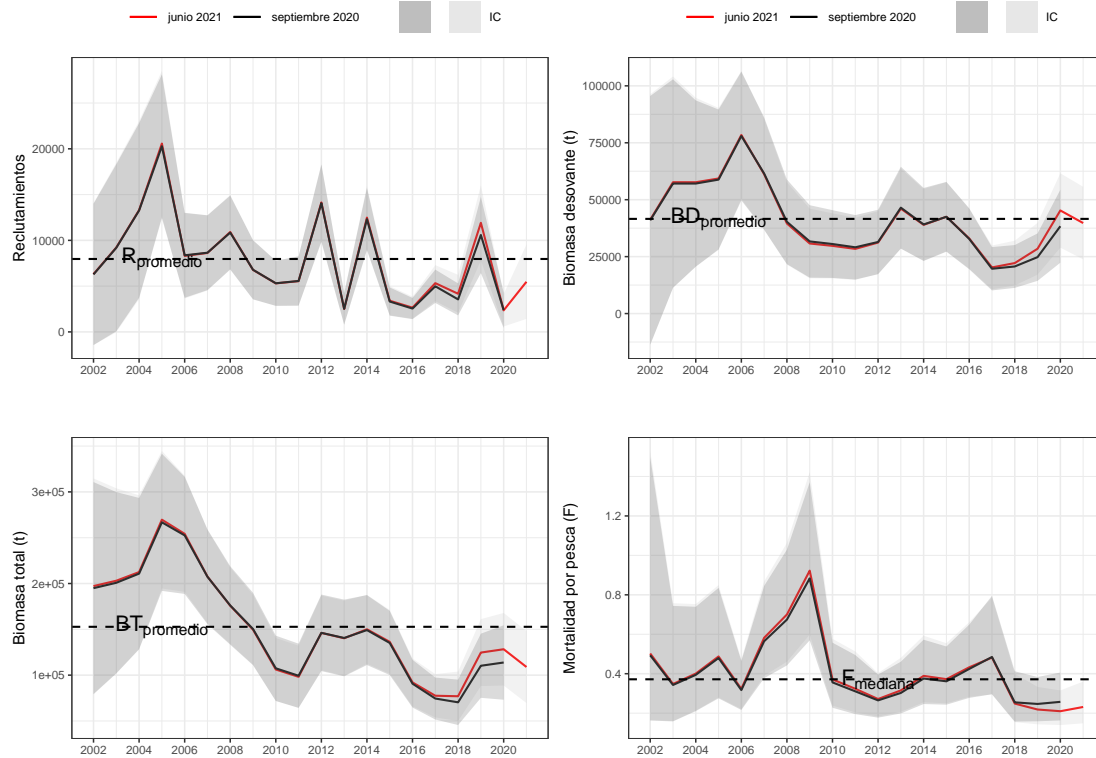 junio 2021 septiembre 2020 IC
Reclutamientos
20000
10000
0
R promedio
2002 2004 2006 2008 2010 2012 2014 2016 2018 2020
junio 2021 septiembre 2020 IC
Biomasa desovante (t)
100000
75000
50000
25000
0
BD promedio
2002 2004 2006 2008 2010 2012 2014 2016 2018 2020
Biomasa total (t)
3e+05
2e+05
1e+05
BT promedio
2002 2004 2006 2008 2010 2012 2014 2016 2018 2020
Mortalidad por pesca (F)
1.2
0.8
0.4
F mediana
2002 2004 2006 2008 2010 2012 2014 2016 2018 2020